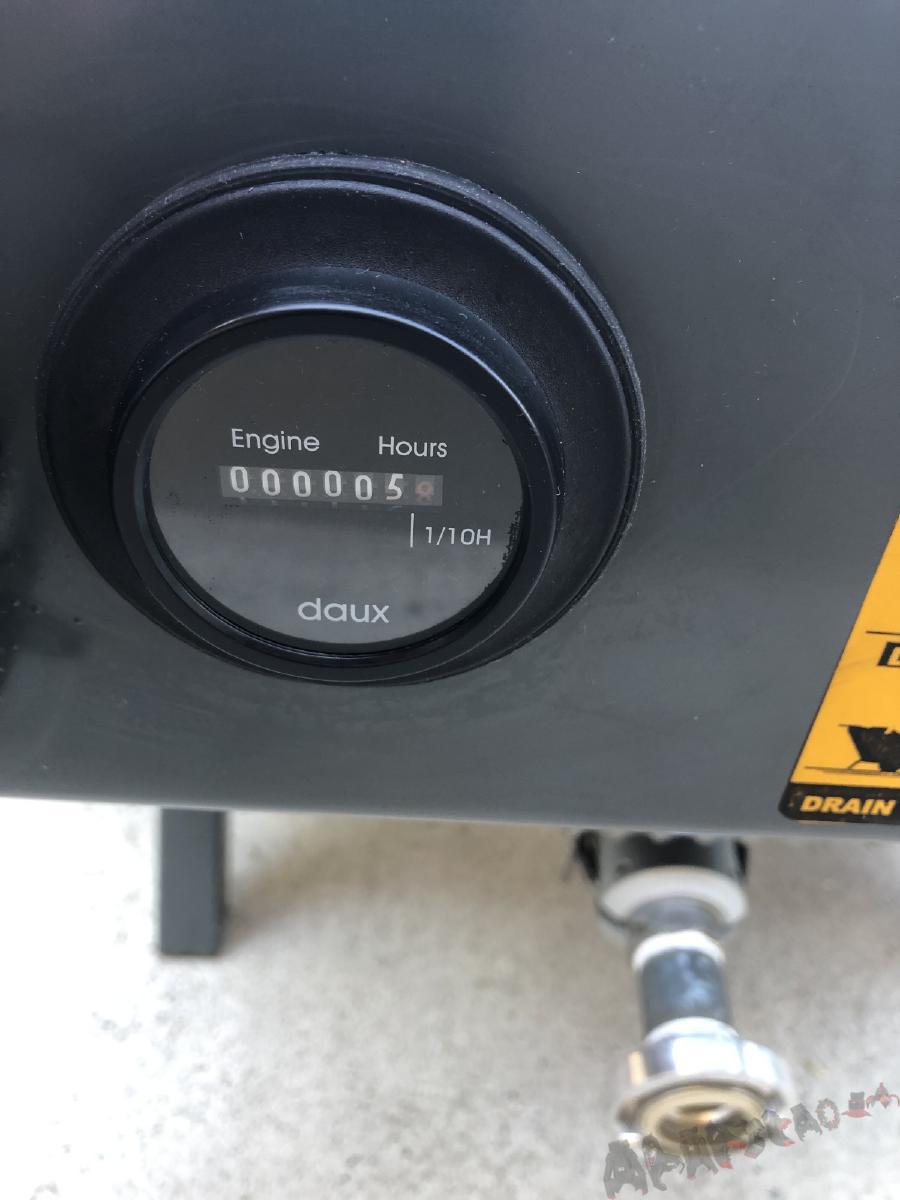 Engine Hours
0000058
1/10H
daux
DRAIN